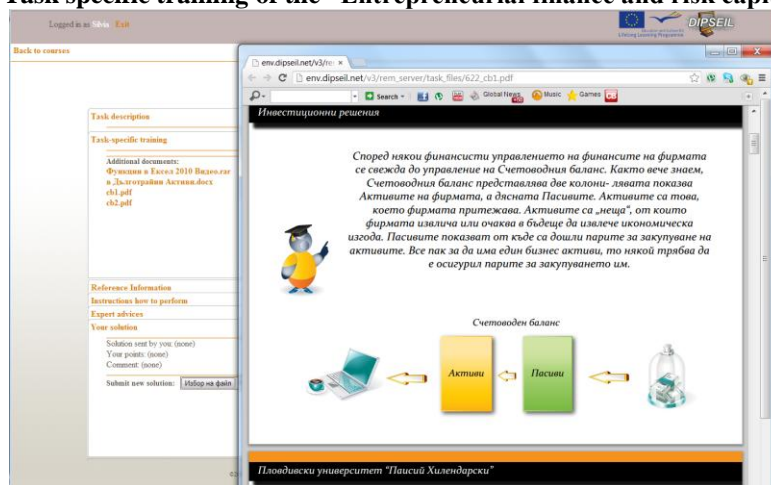 Task specific training of the "Entrepreneurial finance and risk capi
Logged in as: Silvia Exit
Lifelong Learning Programme
DIPSEIL
Back to courses
Task description
Task-specific training
Additional documents:
Функции в Ексел 2010 Видео.rar
в Дълготрайни Активи.docx
cb1.pdf
cb2.pdf
Reference Information
Instructions how to perform
Expert advices
Your solution
Solution sent by you: (none)
Your points: (none)
Comment: (none)
Submit new solution: Избор на файл
env.dipseil.net/v3/rem_s
env.dipseil.net/v3/rem_server/task_files/622_cb1.pdf
Search
Global News
Music
Games
Инвестиционни решения
Според някои финансисти управлението на финансите на фирмата
се свежда до управление на Счетоводния баланс. Както вече знаем,
Счетоводния баланс представлява две колони- лявата показва
Активите на фирмата, а дясната Пасивите. Активите са това,
което фирмата притежава. Активите са „неща", от които
фирмата извлича или очаква в бъдеще да извлече икономическа
изгода. Пасивите показват от къде са дошли парите за закупуване на
активите. Все пак за да има един бизнес активи, то някой трябва да
е осигурил парите за закупуването им.
Счетоводен баланс
Активи
Пасиви
Пловдивски университет "Паисий Хилендарски"